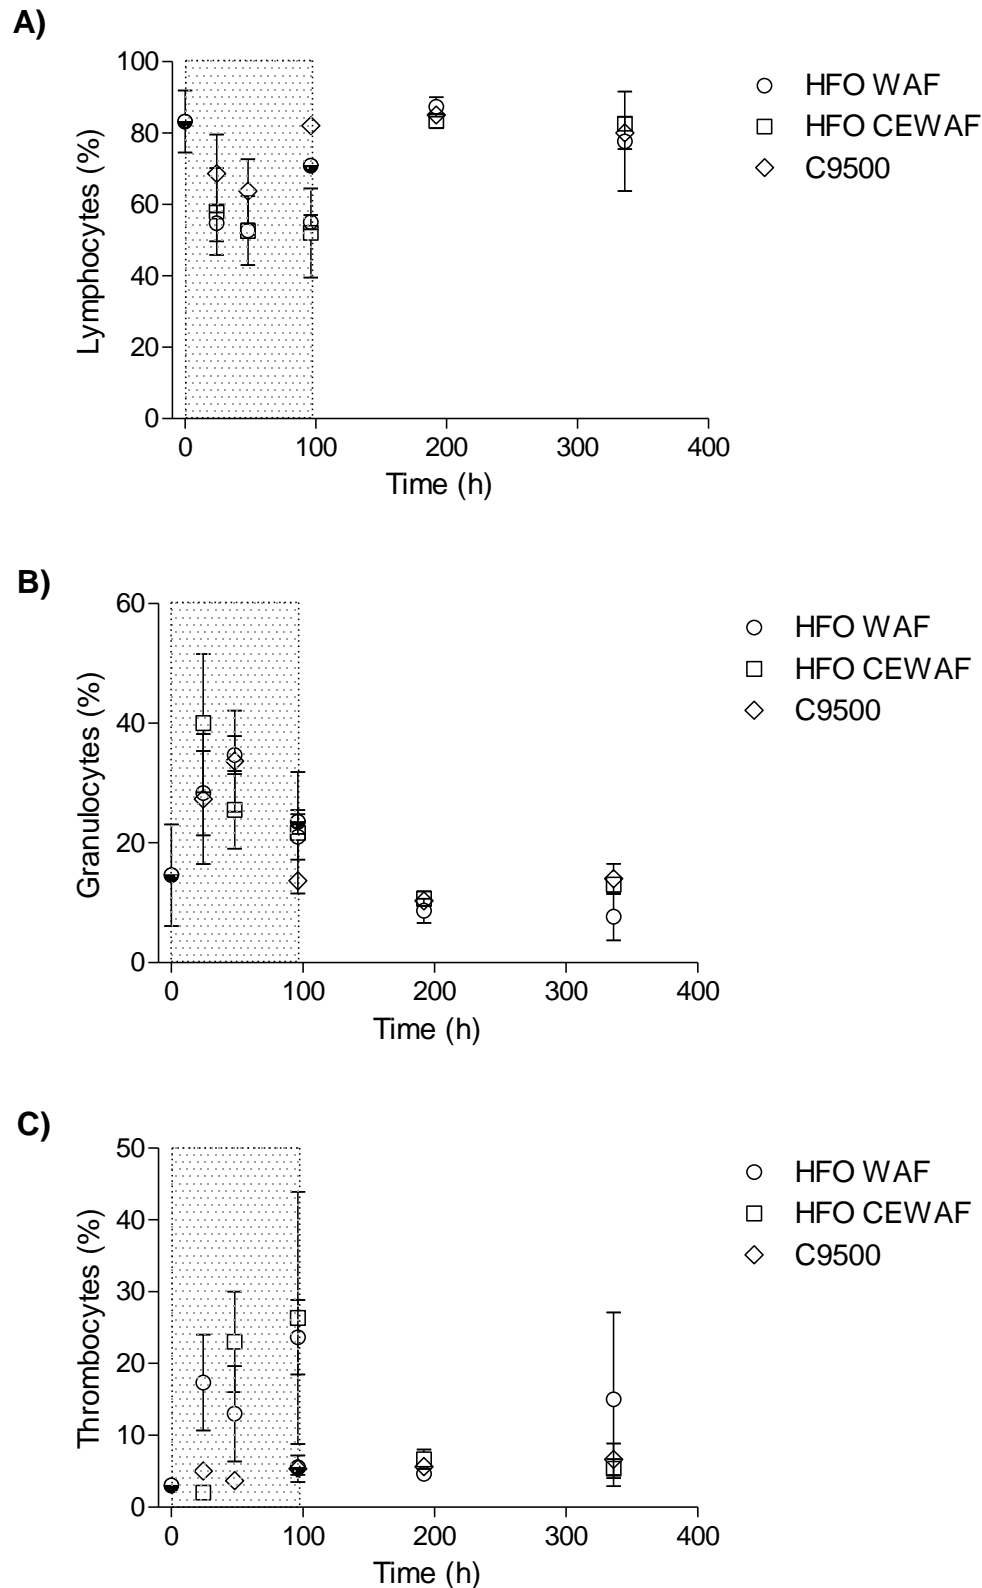 A)
100
80
60
40
20
0
Lymphocytes (%)
0 100 200 300 400
Time (h)
HFO WAF
HFO CEWAF
C9500
B)
60
40
20
0
Granulocytes (%)
0 100 200 300 400
Time (h)
HFO WAF
HFO CEWAF
C9500
C)
50
40
30
20
10
0
Thrombocytes (%)
0 100 200 300 400
Time (h)
HFO WAF
HFO CEWAF
C9500